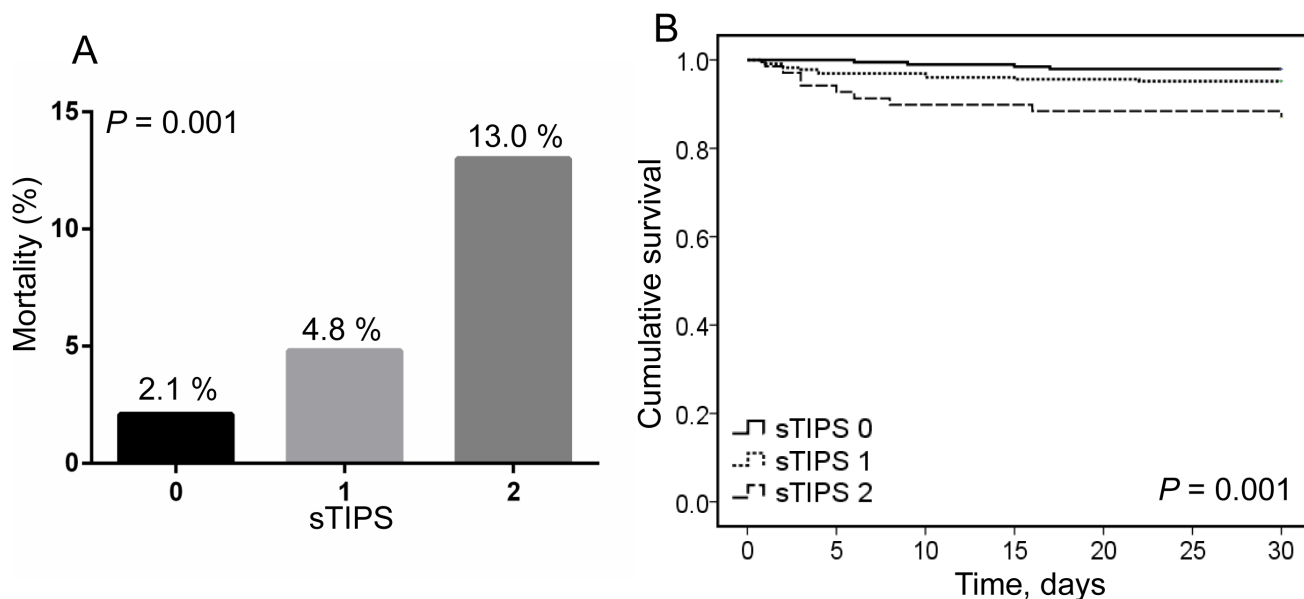 A
P = 0.001
Mortality (%)
15
10
5
0
2.1 %
4.8 %
13.0 %
0 1 2
sTIPS
B
Cumulative survival
1.0
0.8
0.6
0.4
0.2
0.0
sTIPS 0
sTIPS 1
sTIPS 2
P = 0.001
0 5 10 15 20 25 30
Time, days